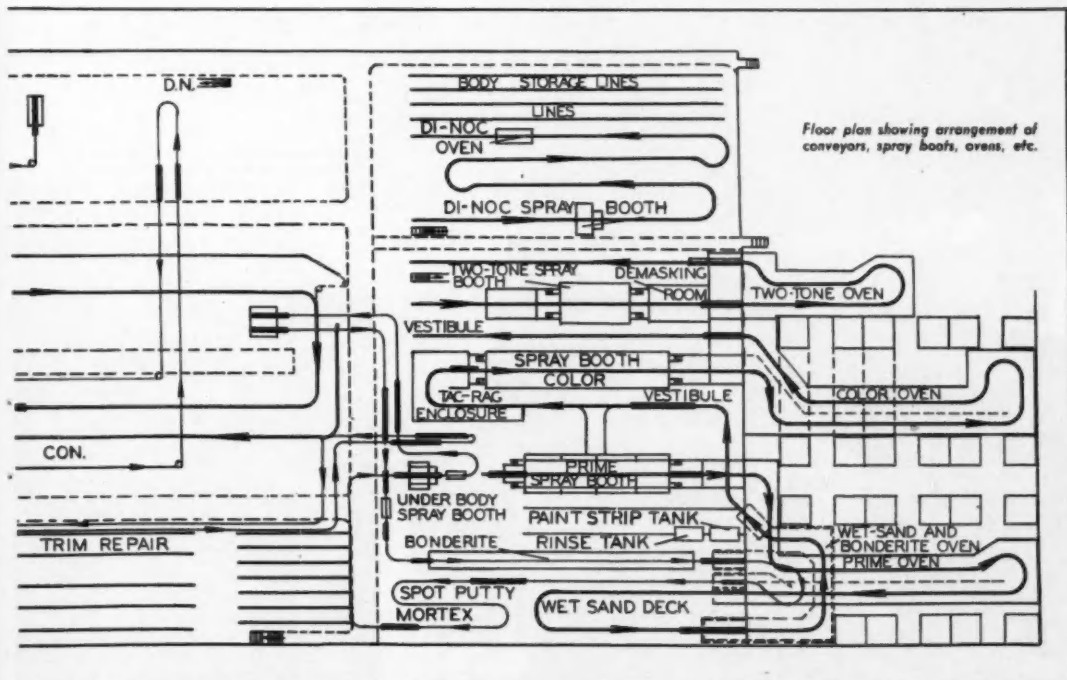 D.N.
BODY STORAGE LINES
LINES
DI-NOC
OVEN
Floor plan showing arrangement of
conveyors, spray boots, ovens, etc.
DI-NOC SPRAY BOOTH
TWO-TONE SPRAY
BOOTH
DEMASKING
ROOM
TWO-TONE OVEN
VESTIBULE
SPRAY BOOTH
COLOR
TAC-RAG
ENCLOSURE
VESTIBULE
COLOR OVEN
CON.
PRIME
SPRAY BOOTH
UNDER BODY
SPRAY BOOTH
PAINT STRIP TANK
RINSE TANK
WET-SAND AND
BONDERITE OVEN
PRIME OVEN
TRIM REPAIR
BONDERITE
SPOT PUTTY
MORTEX
WET SAND DECK